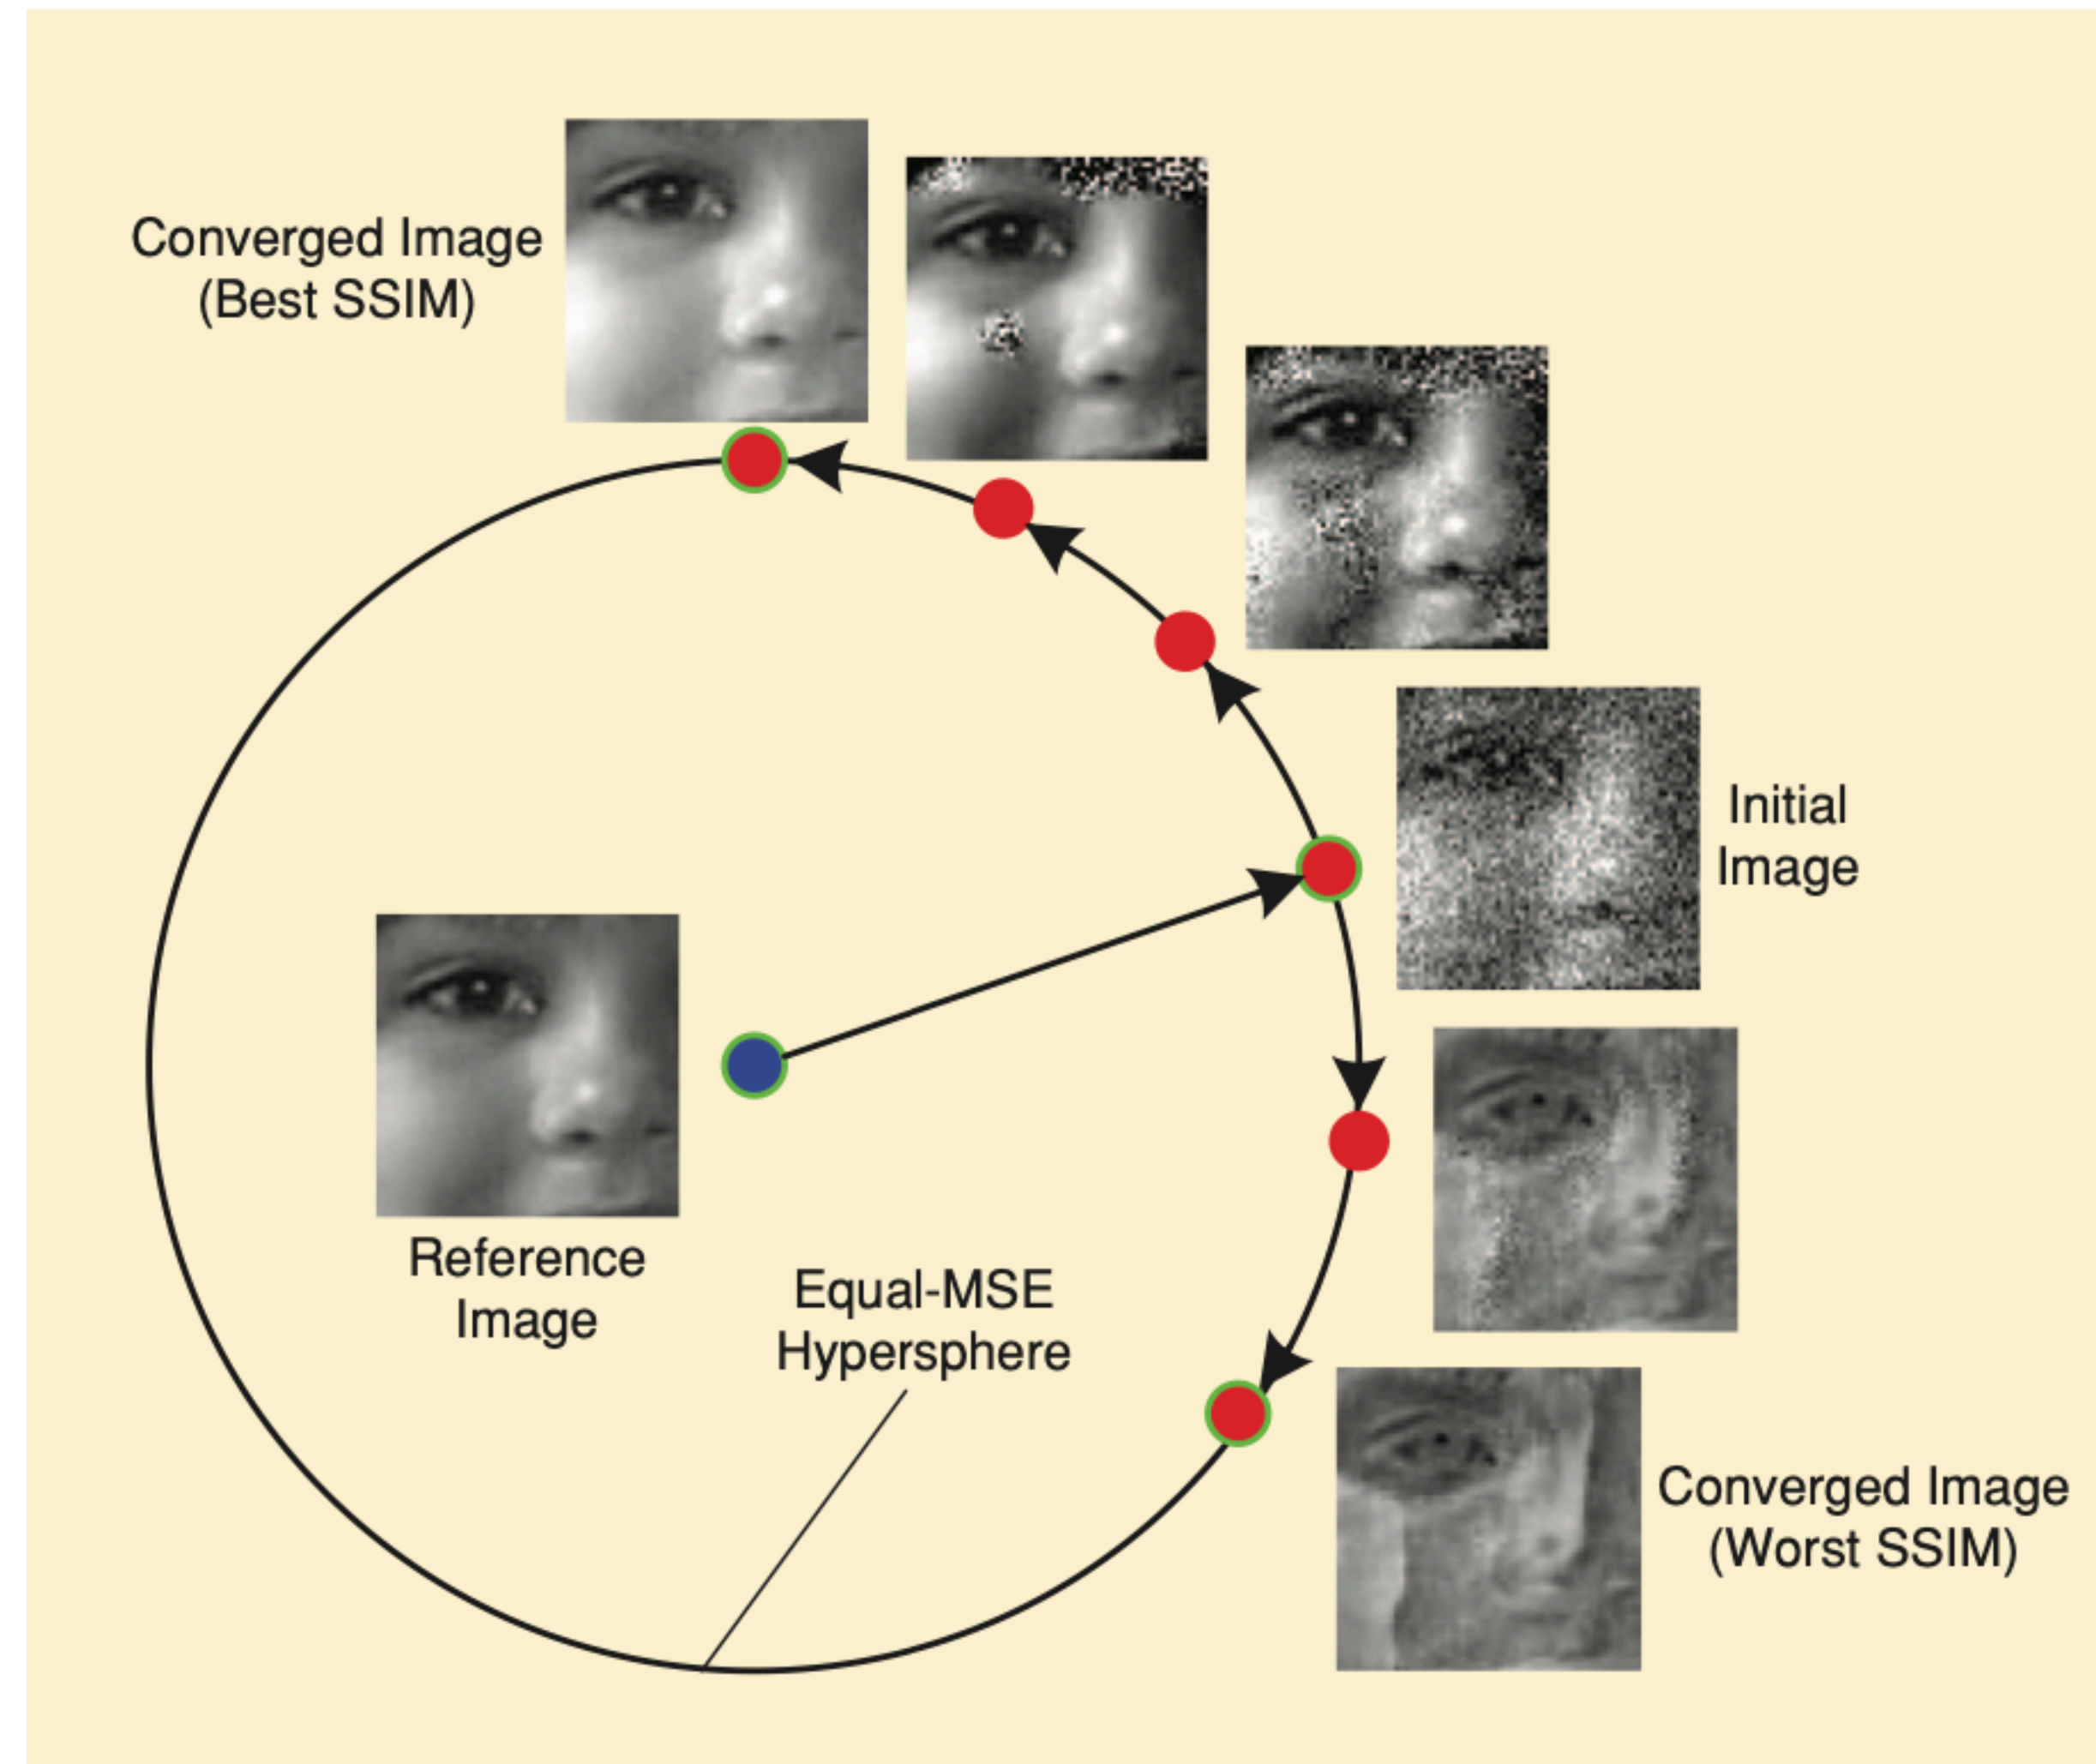 Converged Image
(Best SSIM)
Initial
Image
Reference
Image
Equal-MSE
Hypersphere
Converged Image
(Worst SSIM)